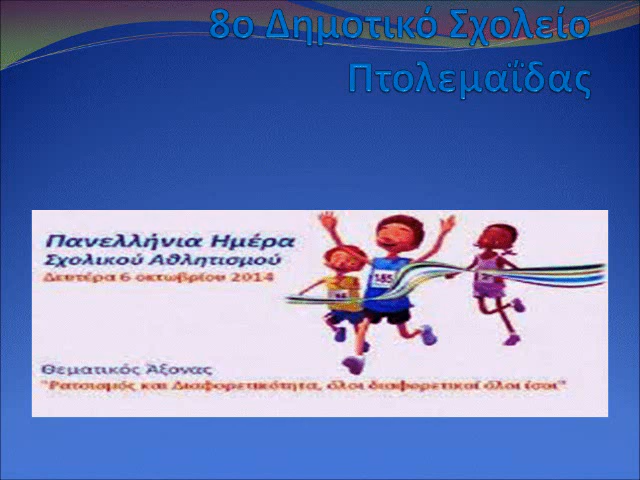 8ο Δημοτικό Σχολείο
Πτολεμαΐδας
Πανελλήνια Ημέρα
Σχολικού Αθλητισμού
Δευτέρα 6 οκτωβρίου 2014
185
Θεματικός Άξονας
"Ρατσισμός και Διαφορετικότητα, όλοι διαφορετικοί όλοι ίσοι"